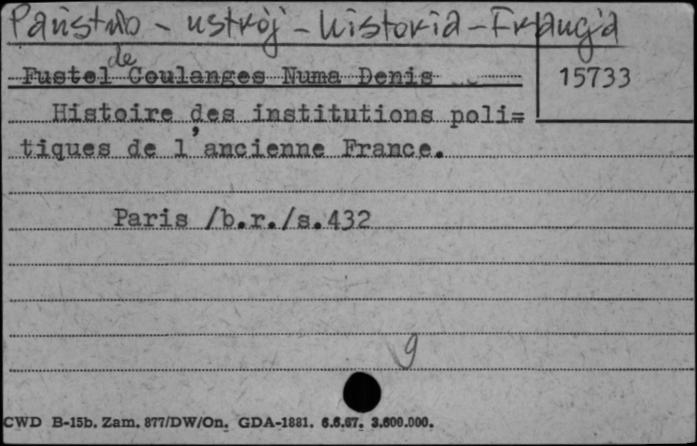 Państwo - ustrój - historia - Francja
de
Fustel Coulanges Numa Denis
15733
Histoire des institutions poli=
tiques de l'ancienne France.
Paris /b.r./s.432
g
CWD B-15b. Zam. 877/DW/On. GDA-1881. 6.6.67. 3.600.000.